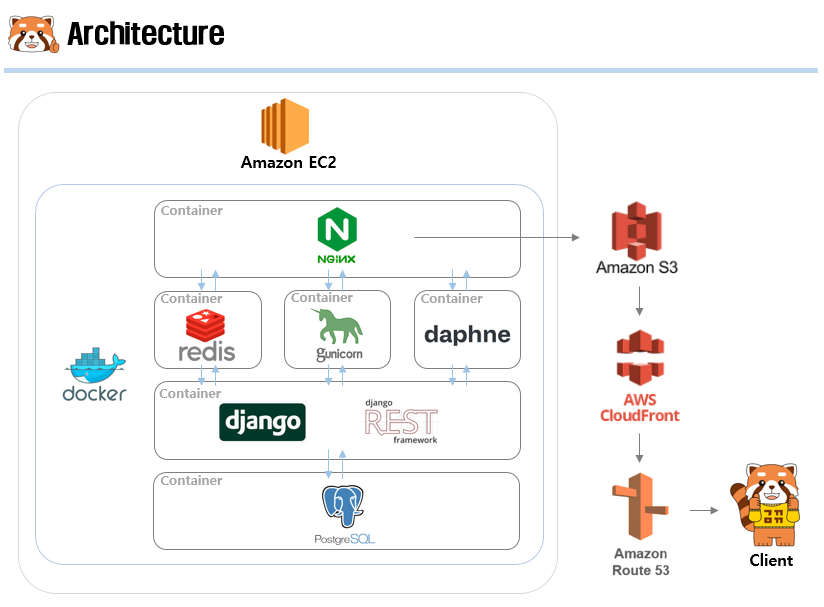 Architecture
Amazon EC2
Container
NGINX
Amazon S3
Container
redis
Container
gunicorn
Container
daphne
docker
Container
django
django
REST
framework
AWS
CloudFront
Container
PostgreSQL
Amazon
Route 53
Client